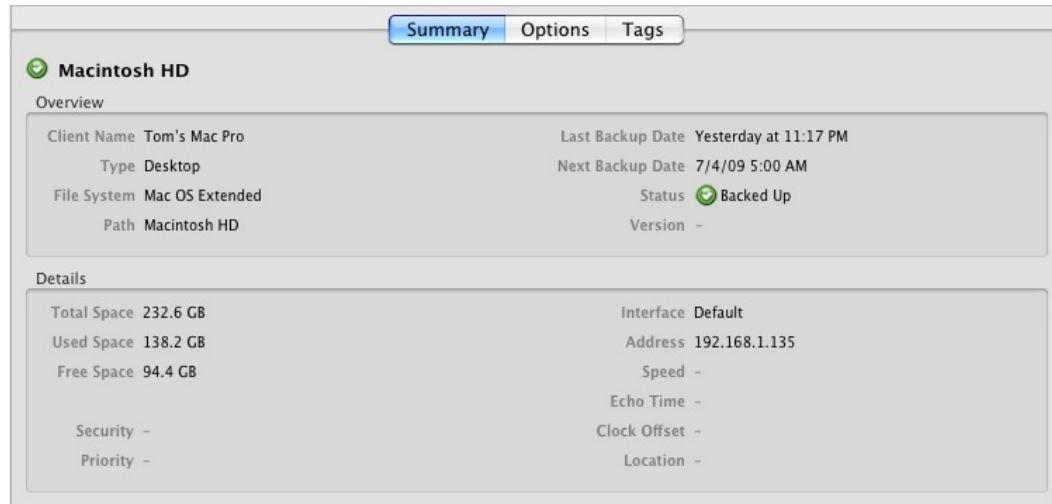 Summary Options Tags
Macintosh HD
Overview
Client Name Tom's Mac Pro
Type Desktop
File System Mac OS Extended
Path Macintosh HD
Last Backup Date Yesterday at 11:17 PM
Next Backup Date 7/4/09 5:00 AM
Status Backed Up
Version -
Details
Total Space 232.6 GB
Used Space 138.2 GB
Free Space 94.4 GB
Security -
Priority -
Interface Default
Address 192.168.1.135
Speed -
Echo Time -
Clock Offset -
Location -